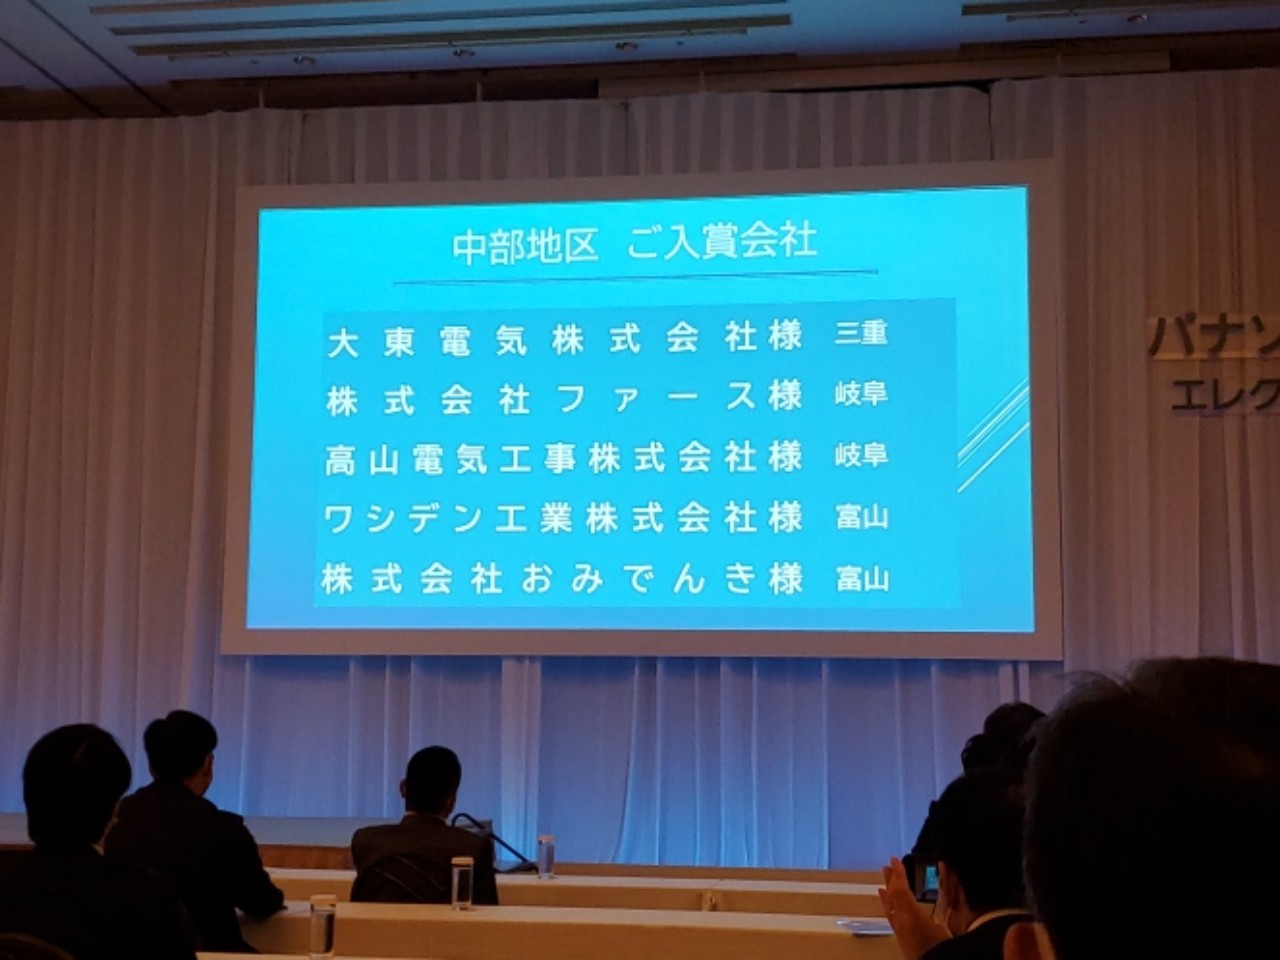 中部地区 ご入賞会社
大東電気株式会社様 三重
株式会社ファース様 岐阜
高山電気工事株式会社様 岐阜
ワシデン工業株式会社様 富山
株式会社おみでんき様 富山
パナソ
エレク